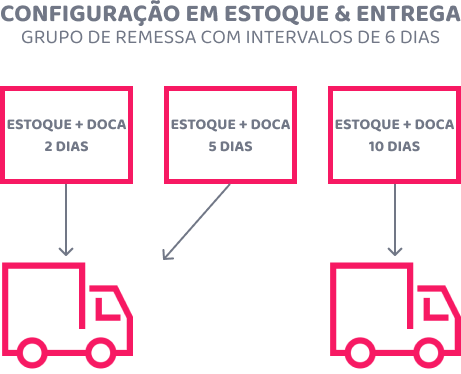 CONFIGURAÇÃO EM ESTOQUE & ENTREGA
GRUPO DE REMESSA COM INTERVALOS DE 6 DIAS
ESTOQUE + DOCA
2 DIAS
ESTOQUE + DOCA
5 DIAS
ESTOQUE + DOCA
10 DIAS